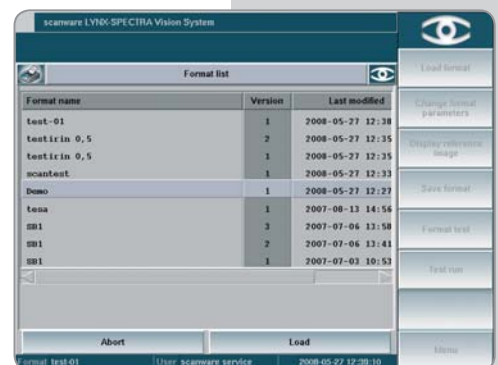 scanware LYNX-SPECTRA Vision System
Format list
Format name Version Last modified
test-01 1 2008-05-27 12:38
testirin 0,5 2 2008-05-27 12:35
testirin 0,5 1 2008-05-27 12:35
scantest 1 2008-05-27 12:33
Demo 1 2008-05-27 12:27
tesa 1 2007-08-13 14:56
SB1 3 2007-07-06 13:58
SB1 2 2007-07-06 13:41
SB1 1 2007-07-03 10:53
Abort Load
Format test-01 User scanware service 2008-05-27 12:39:10
Load format
Change format
parameters
Display reference
image
Save format
Format test
Test run
Menu